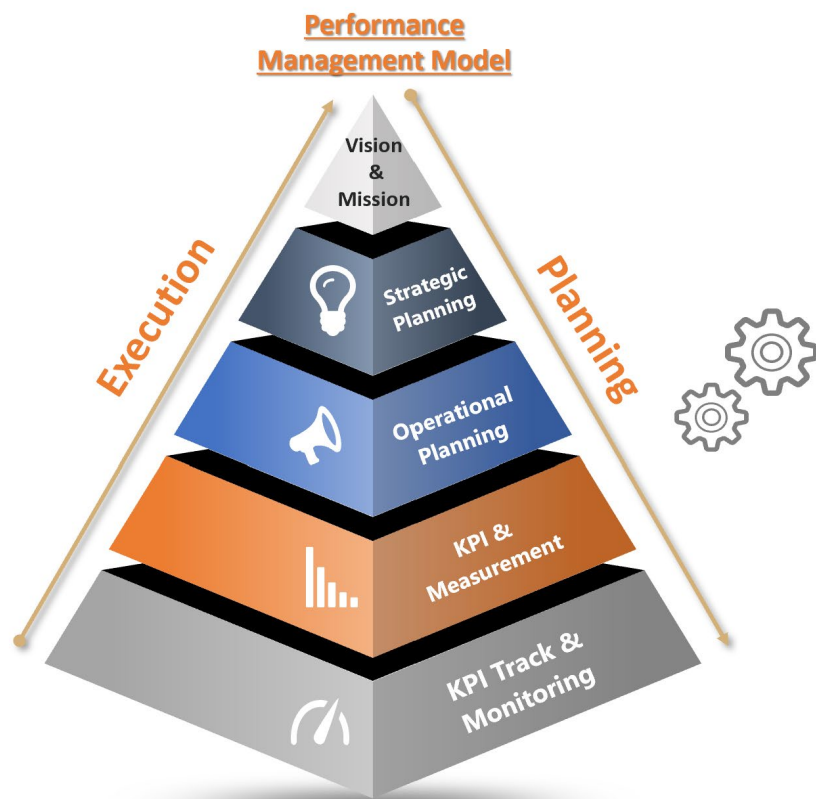 Performance
Management Model
Vision
&
Mission
Execution
Planning
Strategic
Planning
Operational
Planning
KPI &
Measurement
KPI Track &
Monitoring